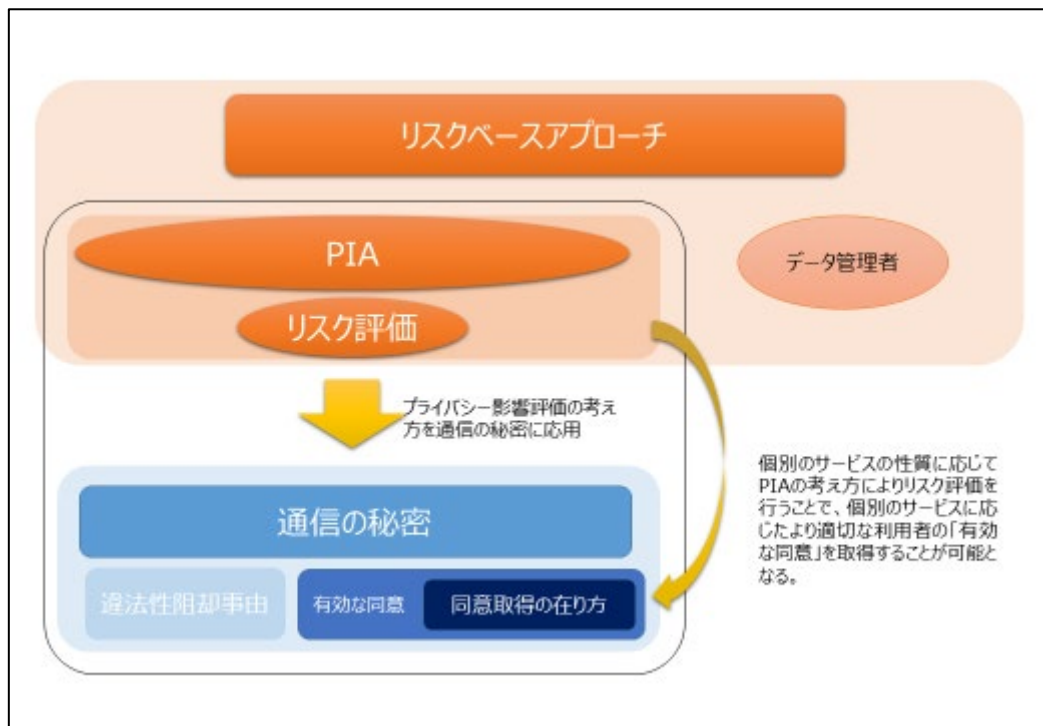 リスクベースアプローチ
PIA
データ管理者
リスク評価
プライバシー影響評価の考え
方を通信の秘密に応用
個別のサービスの性質に応じて
PIAの考え方によりリスク評価を
行うことで、個別のサービスに応
じたより適切な利用者の「有効
な同意」を取得することが可能と
なる。
通信の秘密
違法性阻却事由
有効な同意
同意取得の在り方